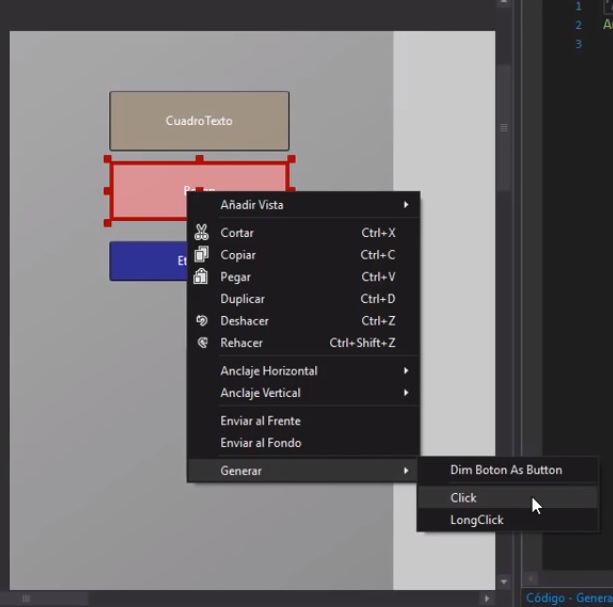 1
2
3
CuadroTexto
Añadir Vista
Cortar Ctrl+X
Copiar Ctrl+C
Pegar Ctrl+V
Duplicar Ctrl+D
Deshacer Ctrl+Z
Rehacer Ctrl+Shift+Z
Anclaje Horizontal
Anclaje Vertical
Enviar al Frente
Enviar al Fondo
Generar
Dim Boton As Button
Click
LongClick
Código - Genera